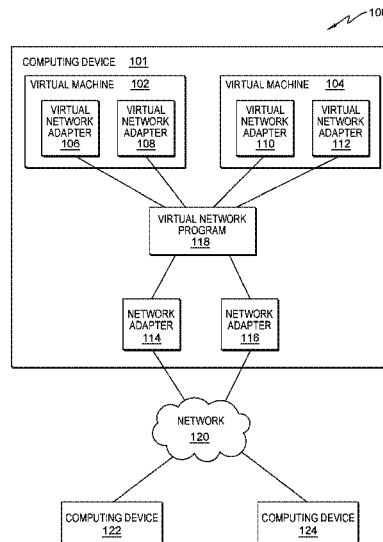 100
COMPUTING DEVICE 101
VIRTUAL MACHINE 102
VIRTUAL MACHINE 104
VIRTUAL
NETWORK
ADAPTER
106
VIRTUAL
NETWORK
ADAPTER
108
VIRTUAL
NETWORK
ADAPTER
110
VIRTUAL
NETWORK
ADAPTER
112
VIRTUAL NETWORK
PROGRAM
118
NETWORK
ADAPTER
114
NETWORK
ADAPTER
116
NETWORK
120
COMPUTING DEVICE
122
COMPUTING DEVICE
124